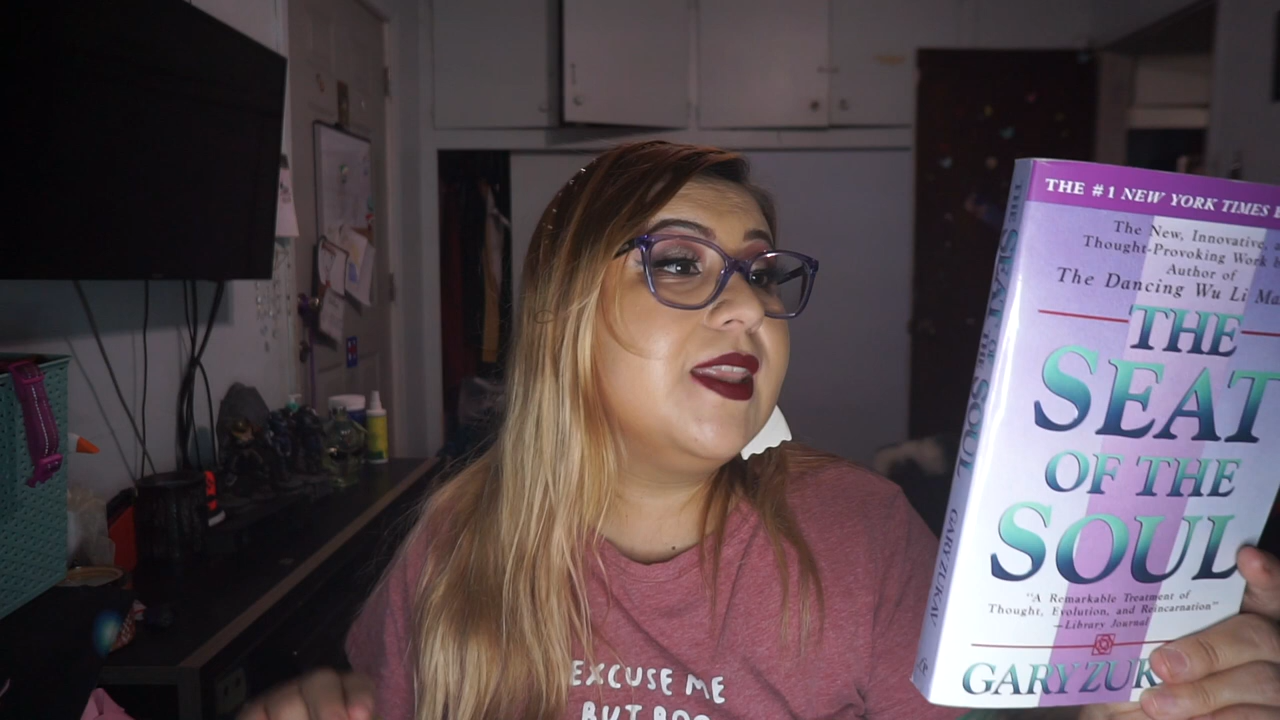 THE #1 NEW YORK TIMES
The New, Innovative,
Thought-Provoking Work
Author of
The Dancing Wu Li
THE
SEAT
OF THE
SOUL
"A Remarkable Treatment of
Thought, Evolution, and Reincarnation"
—Library Journal
GARY
THE SEAT OF THE SOUL GARY ZUKAV
EXCUSE ME
BUT